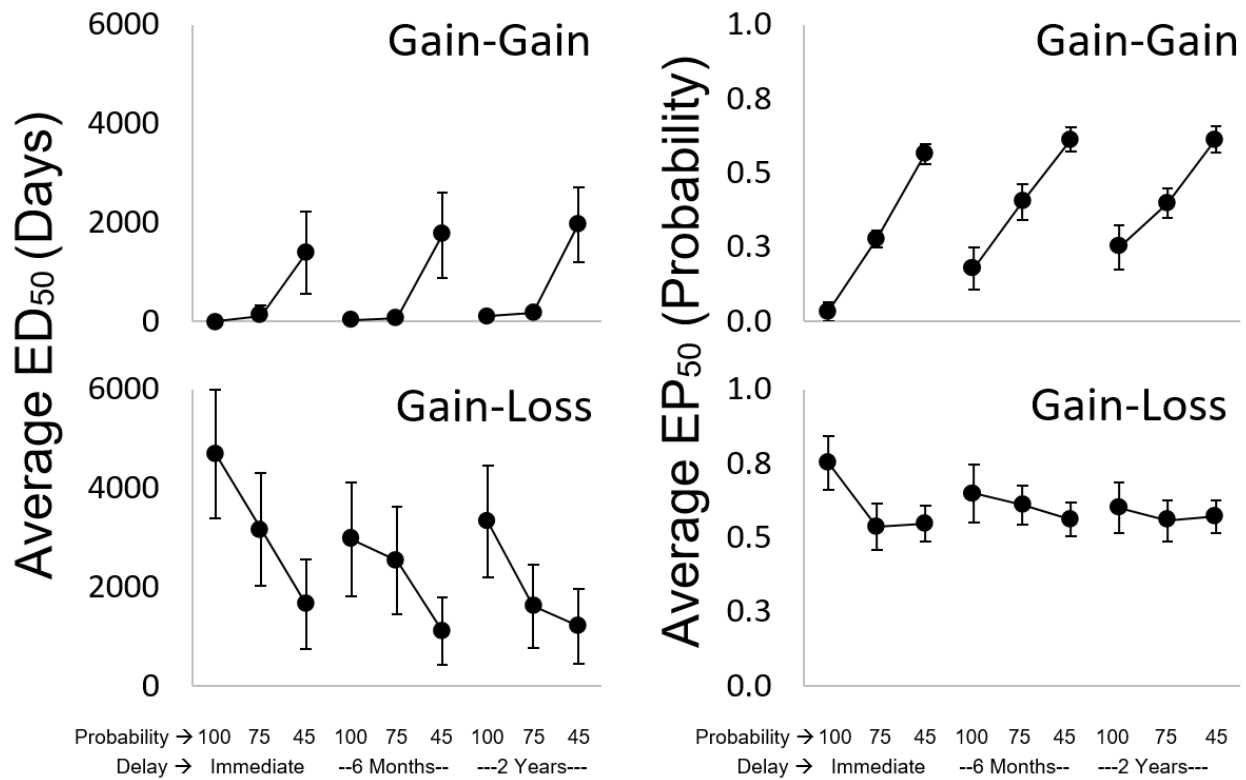 Average ED50 (Days)
6000
4000
2000
0
Gain-Gain
6000
4000
2000
0
Gain-Loss
Average EP50 (Probability)
1.0
0.8
0.5
0.3
0.0
Gain-Gain
1.0
0.8
0.5
0.3
0.0
Gain-Loss
Probability → 100 75 45 100 75 45 100 75 45
Delay → Immediate --6 Months-- ---2 Years---
100 75 45 100 75 45 100 75 45
Immediate --6 Months-- ---2 Years---